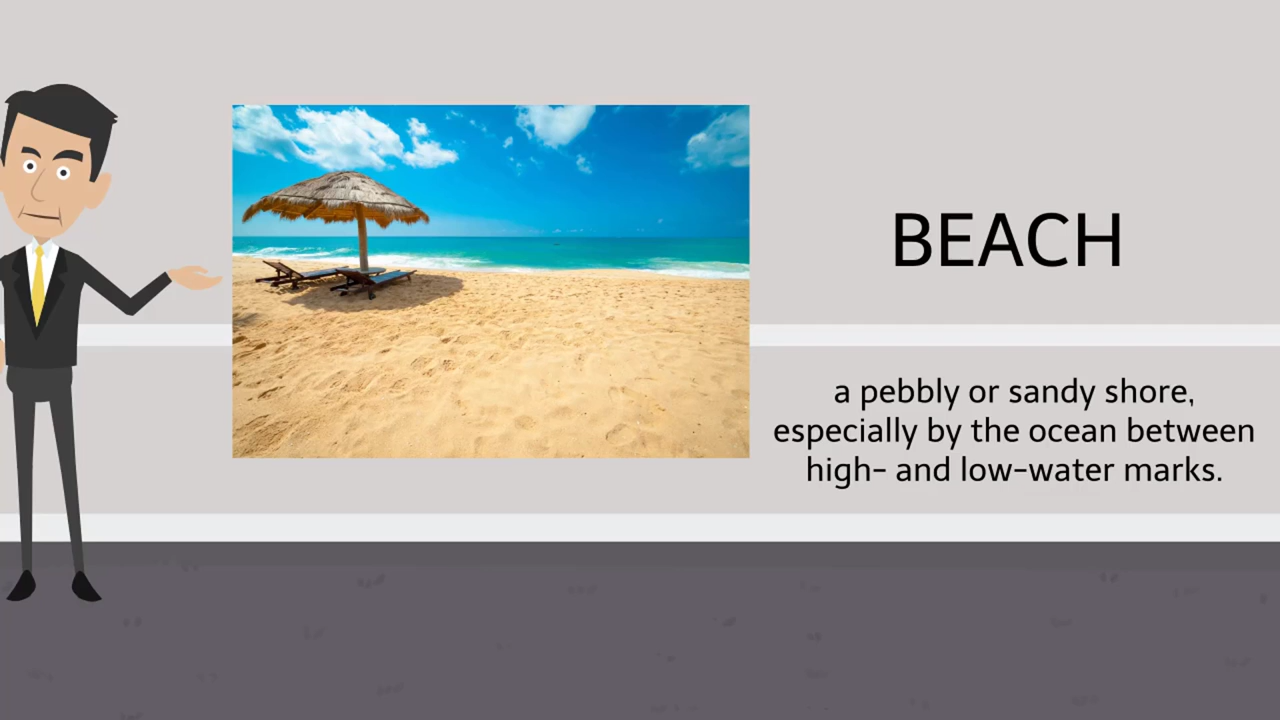 BEACH
a pebbly or sandy shore,
especially by the ocean between
high- and low-water marks.